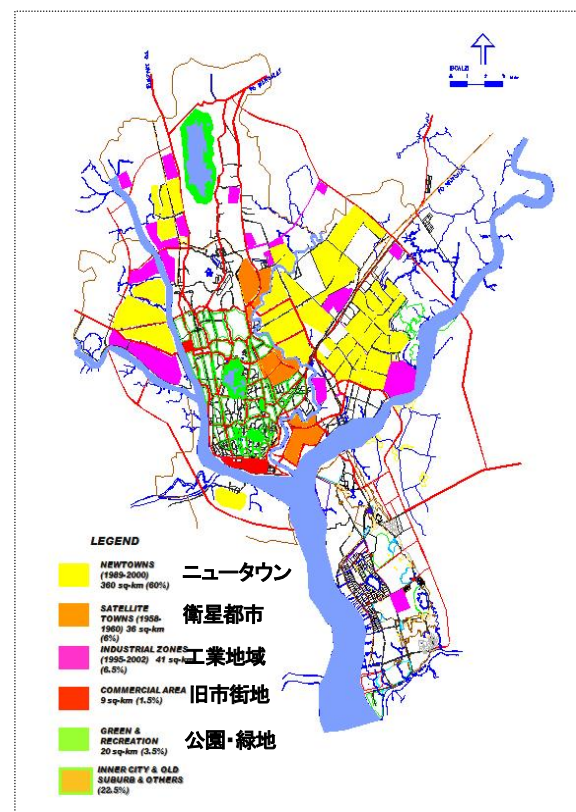 SCALE
LEGEND
NEWTOWNS
(1989-2000)
360 sq-km (60%)
ニュータウン
SATELLITE
TOWNS (1958-
1960) 36 sq-km
(6%)
衛星都市
INDUSTRIAL ZONES
(1995-2002) 41 sq-k
(6.5%)
工業地域
COMMERCIAL AREA
9 sq-km (1.5%)
旧市街地
GREEN &
RECREATION
20 sq-km (3.5%)
公園・緑地
INNER CITY & OLD
SUBURB & OTHERS
(22.5%)